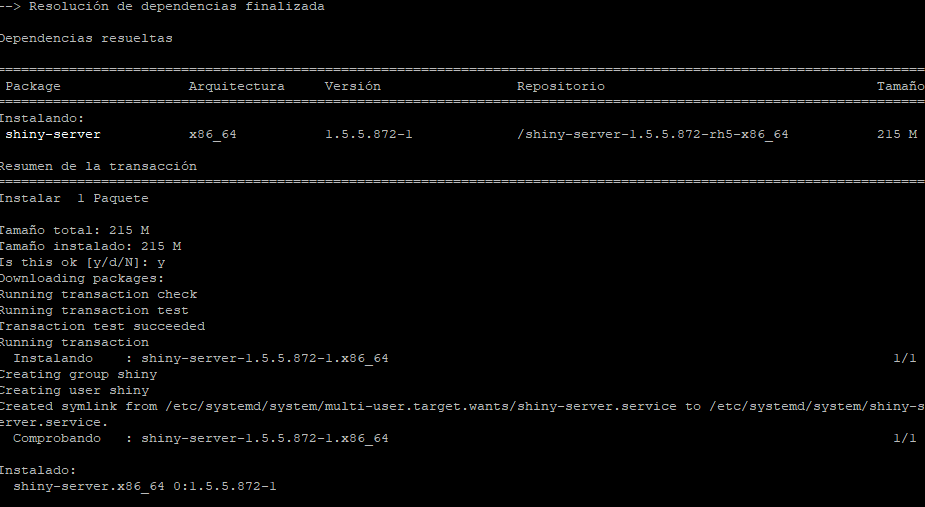 --> Resolución de dependencias finalizada
Dependencias resueltas
================================================================================
Package Arquitectura Versión Repositorio Tamaño
================================================================================
Instalando:
shiny-server x86_64 1.5.5.872-1 /shiny-server-1.5.5.872-rh5-x86_64 215 M
Resumen de la transacción
================================================================================
Instalar 1 Paquete
Tamaño total: 215 M
Tamaño instalado: 215 M
Is this ok [y/d/N]: y
Downloading packages:
Running transaction check
Running transaction test
Transaction test succeeded
Running transaction
Instalando : shiny-server-1.5.5.872-1.x86_64 1/1
Creating group shiny
Creating user shiny
Created symlink from /etc/systemd/system/multi-user.target.wants/shiny-server.service to /etc/systemd/system/shiny-s
erver.service.
Comprobando : shiny-server-1.5.5.872-1.x86_64 1/1
Instalado:
shiny-server.x86_64 0:1.5.5.872-1